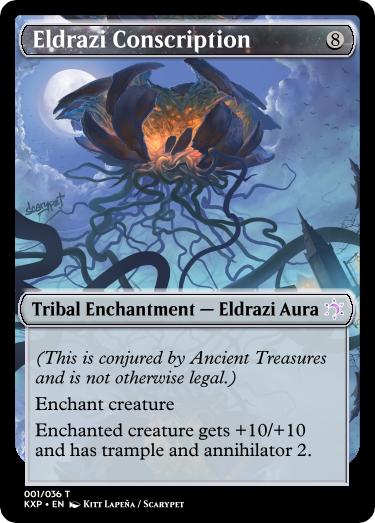 Eldrazi Conscription 8
scarypet
Tribal Enchantment — Eldrazi Aura
(This is conjured by Ancient Treasures
and is not otherwise legal.)
Enchant creature
Enchanted creature gets +10/+10
and has trample and annihilator 2.
001/036 T
KXP • EN Kitt Lapeña / Scarypet